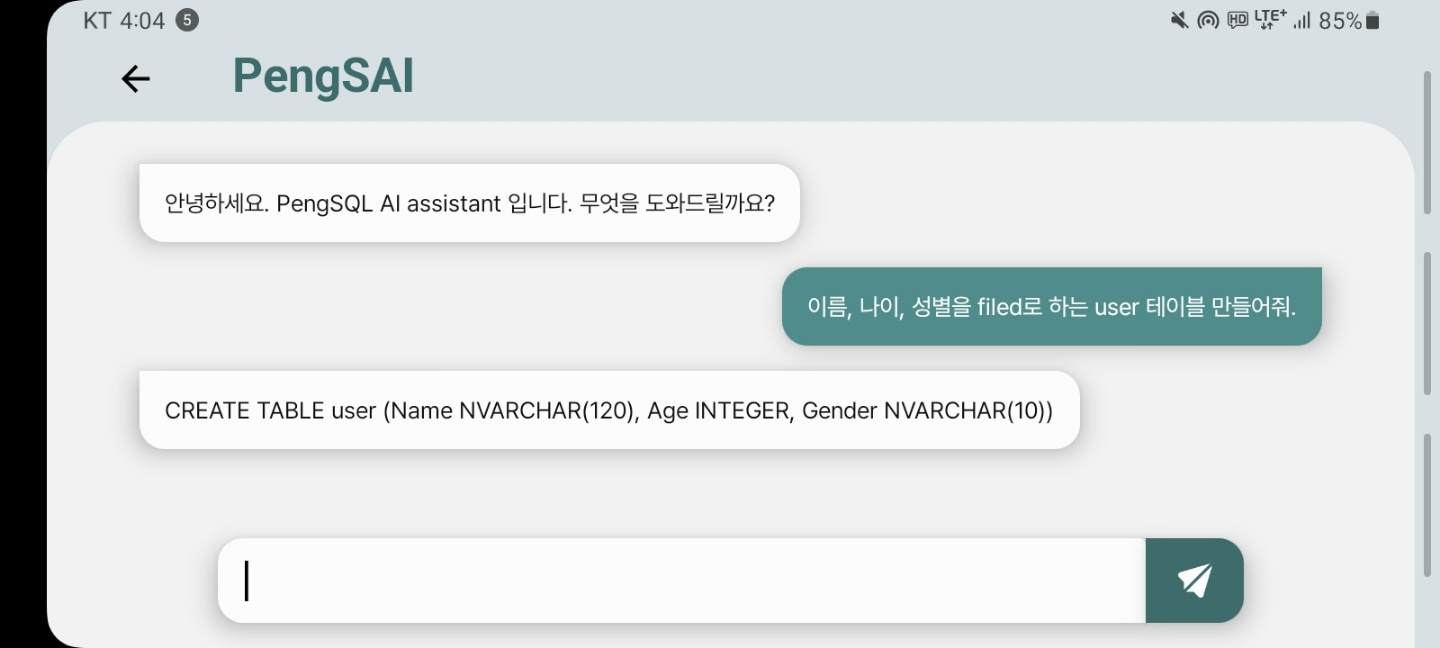 KT 4:04 5
HD LTE+ 85%
PengSAI
안녕하세요. PengSQL AI assistant 입니다. 무엇을 도와드릴까요?
이름, 나이, 성별을 filed로 하는 user 테이블 만들어줘.
CREATE TABLE user (Name NVARCHAR(120), Age INTEGER, Gender NVARCHAR(10))